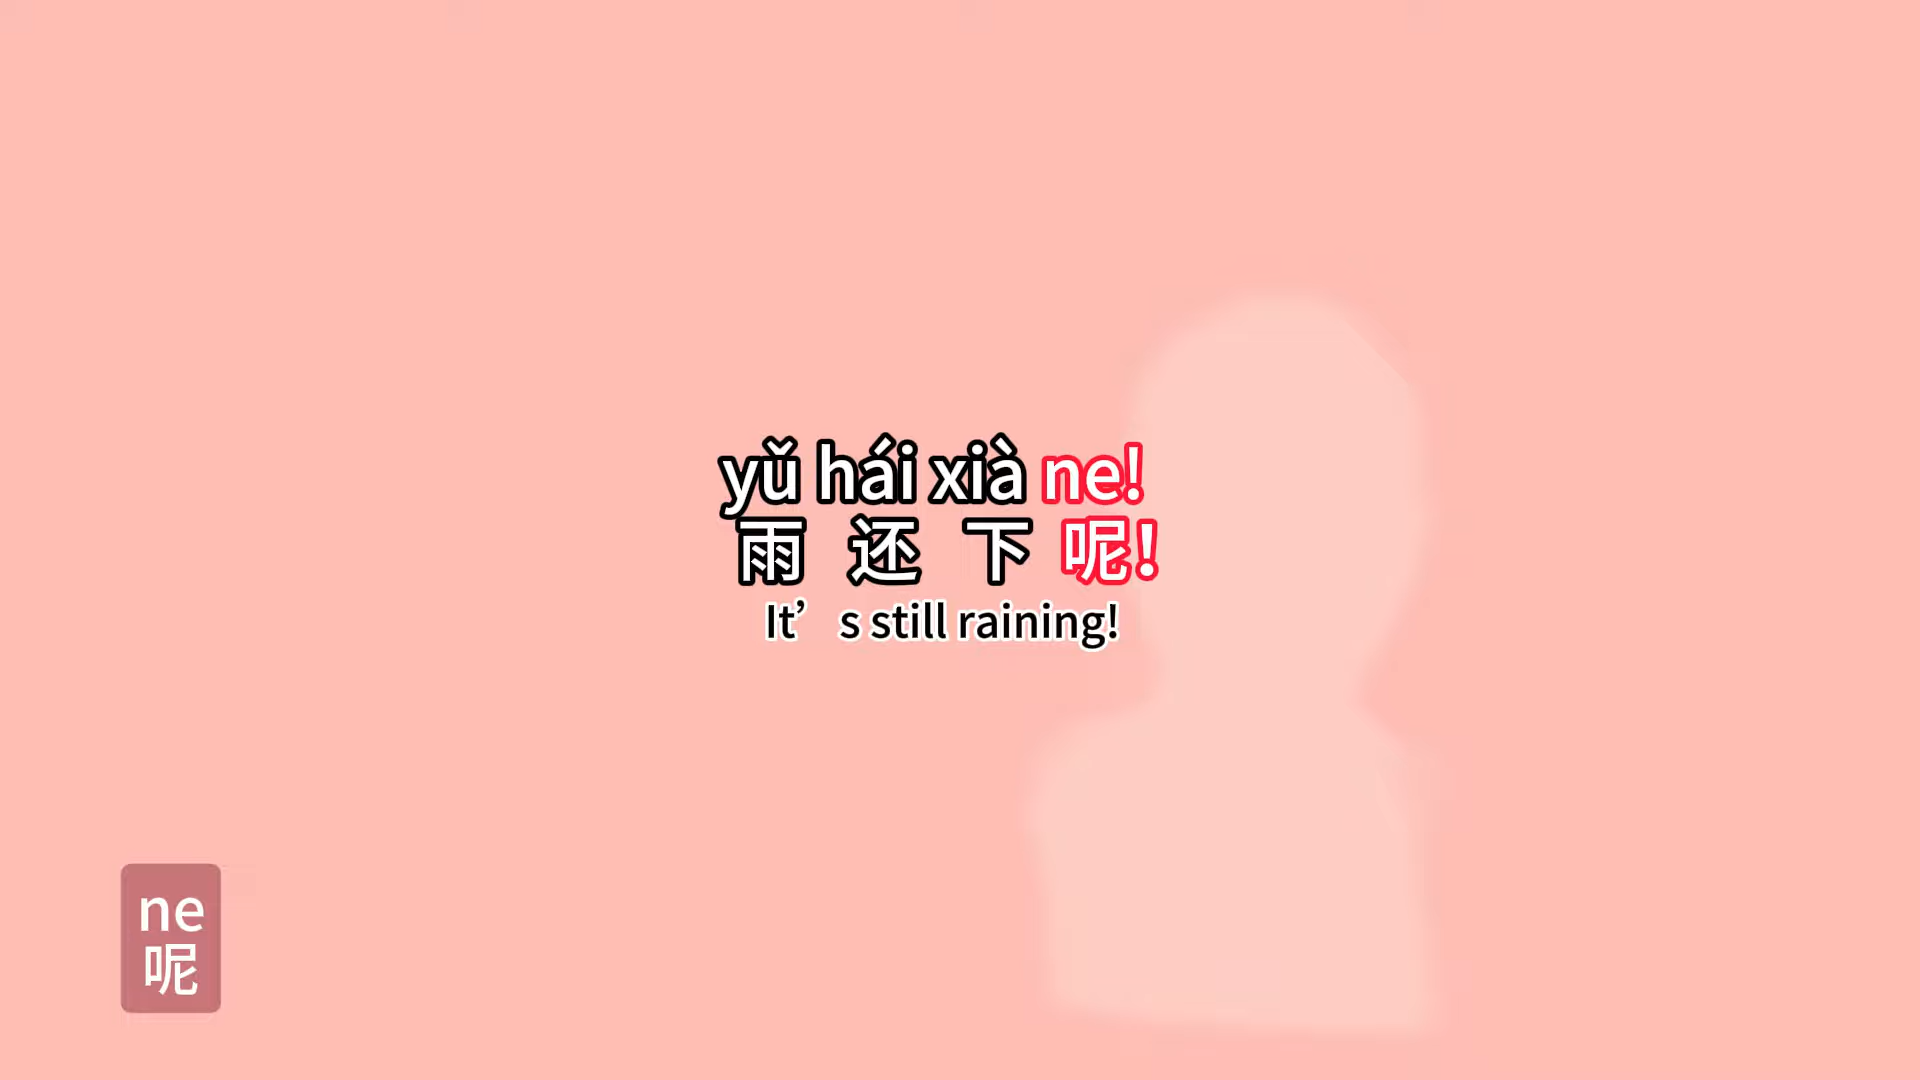 yǔ hái xià ne!
雨 还 下 呢!
It’s still raining!
ne
呢